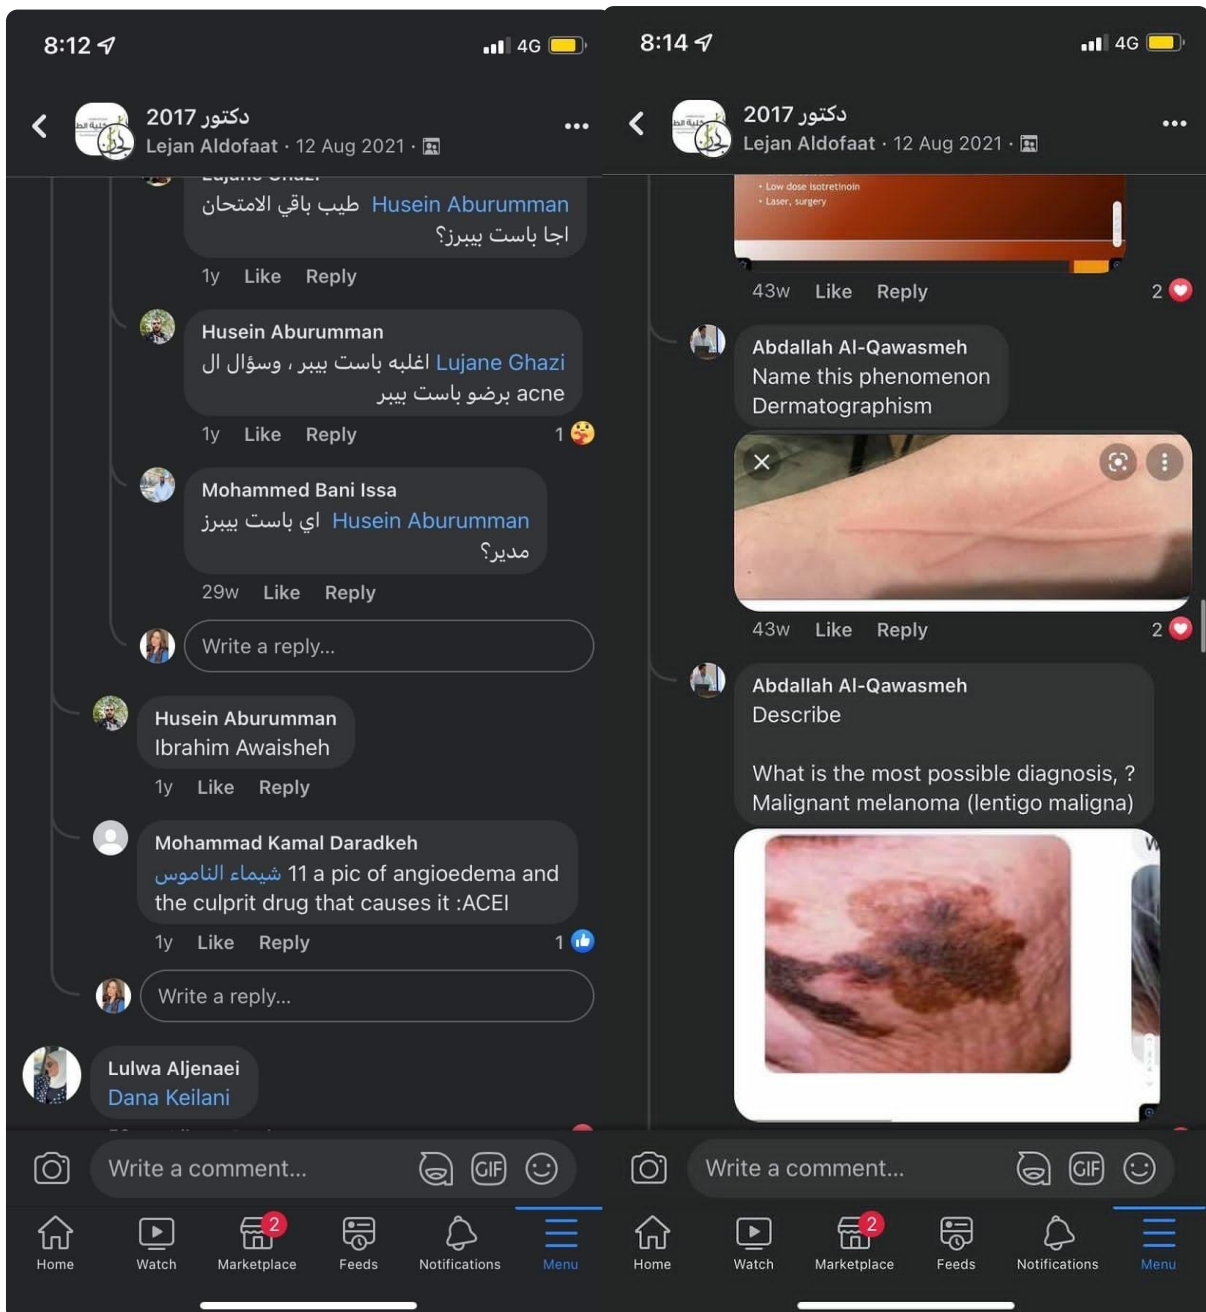 8:12
4G
دكتور 2017
Lejan Aldofaat · 12 Aug 2021 ·
Lujane Ghazi
Husein Aburumman طيب باقي الامتحان
اجا باست بيبرز؟
1y Like Reply
Husein Aburumman
Lujane Ghazi اغلبه باست بيبر ، وسؤال ال
acne برضو باست بيبر
1y Like Reply 1
Mohammed Bani Issa
Husein Aburumman اي باست بيبرز
مدير؟
29w Like Reply
Write a reply...
Husein Aburumman
Ibrahim Awaisheh
1y Like Reply
Mohammad Kamal Daradkeh
شيماء الناموس 11 a pic of angioedema and
the culprit drug that causes it :ACEI
1y Like Reply 1
Write a reply...
Lulwa Aljenaei
Dana Keilani
Write a comment...
GIF
2
Home Watch Marketplace Feeds Notifications Menu
8:14
4G
دكتور 2017
Lejan Aldofaat · 12 Aug 2021 ·
• Low dose isotretinoin
• Laser, surgery
43w Like Reply 2
Abdallah Al-Qawasmeh
Name this phenomenon
Dermatographism
43w Like Reply 2
Abdallah Al-Qawasmeh
Describe
What is the most possible diagnosis, ?
Malignant melanoma (lentigo maligna)
Write a comment...
GIF
2
Home Watch Marketplace Feeds Notifications Menu